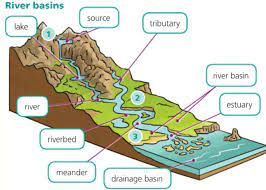 River basins
source
tributary
lake
1
river basin
2
river
estuary
riverbed
3
meander
drainage basin